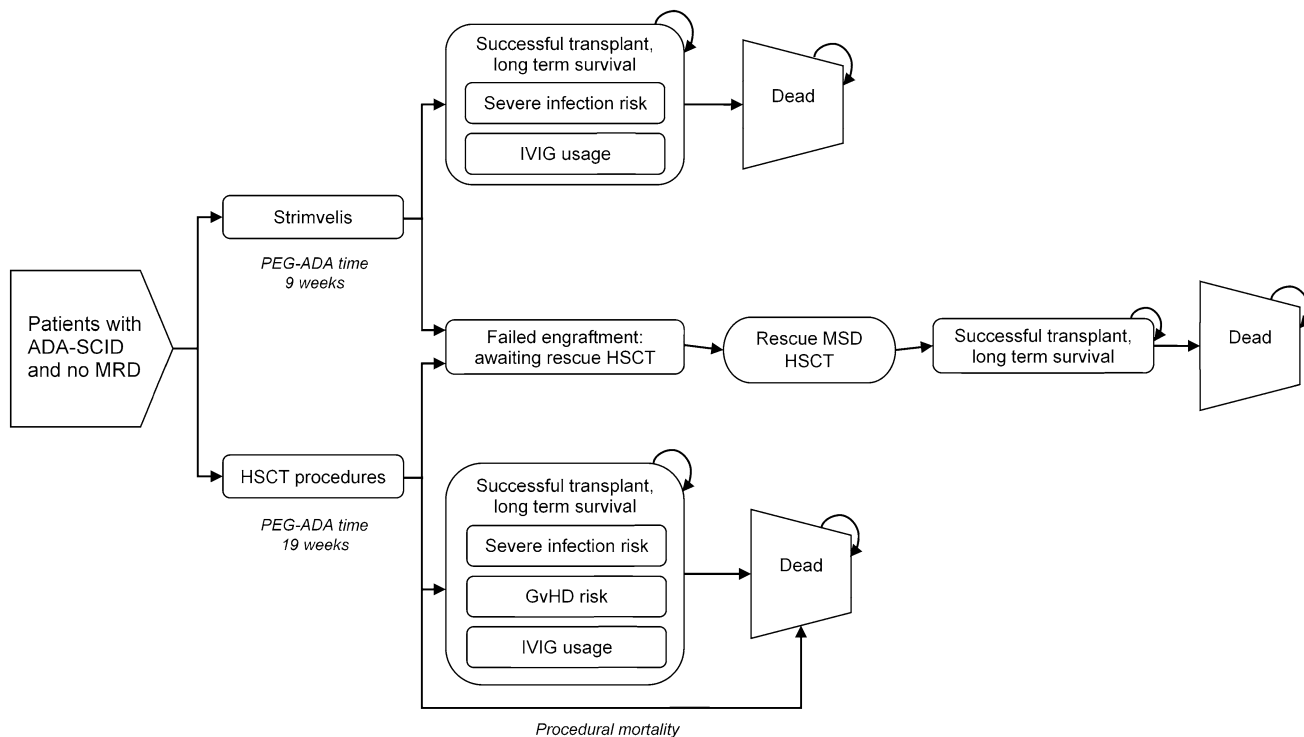 Successful transplant,
long term survival
Severe infection risk
IVIG usage
Dead
Strimvelis
PEG-ADA time
9 weeks
Patients with
ADA-SCID
and no MRD
Failed engraftment:
awaiting rescue HSCT
Rescue MSD
HSCT
Successful transplant,
long term survival
Dead
HSCT procedures
PEG-ADA time
19 weeks
Successful transplant,
long term survival
Severe infection risk
GvHD risk
IVIG usage
Dead
Procedural mortality